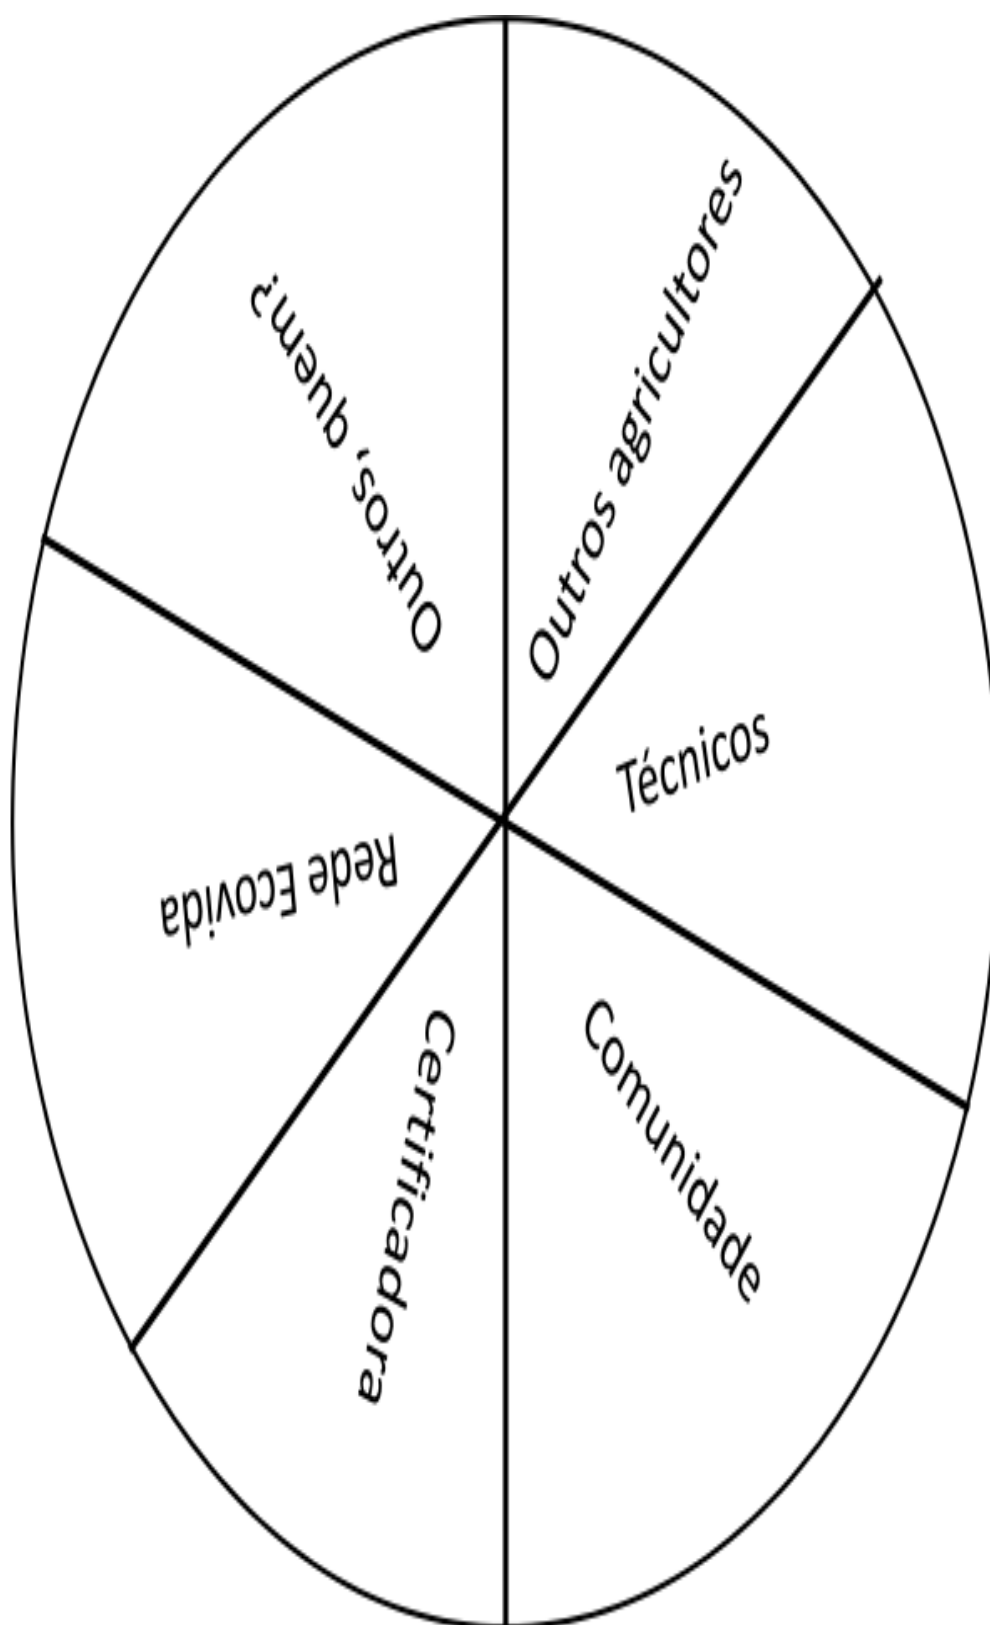 Outros agricultores
Técnicos
Comunidade
Certificadora
Rede Ecovida
Outros, quem?